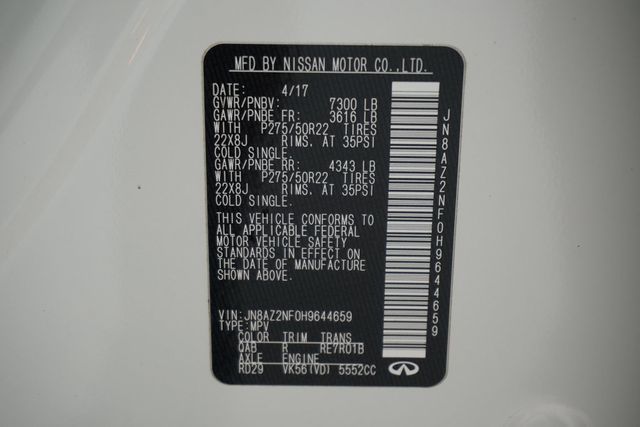 MFD BY NISSAN MOTOR CO.,LTD.
DATE: 4/17
GVWR/PNBV: 7300 LB
GAWR/PNBE FR: 3616 LB
WITH P275/50R22 TIRES
22X8J RIMS. AT 35PSI
COLD SINGLE.
GAWR/PNBE RR: 4343 LB
WITH P275/50R22 TIRES
22X8J RIMS. AT 35PSI
COLD SINGLE.
THIS VEHICLE CONFORMS TO
ALL APPLICABLE FEDERAL
MOTOR VEHICLE SAFETY
STANDARDS IN EFFECT ON
THE DATE OF MANUFACTURE
SHOWN ABOVE.
VIN:JN8AZ2NF0H9644659
TYPE:MPV
COLOR TRIM TRANS
QAB R RE7R01B
AXLE ENGINE
RD29 VK56(VD) 5552CC
JN8AZ2NF0H9644659